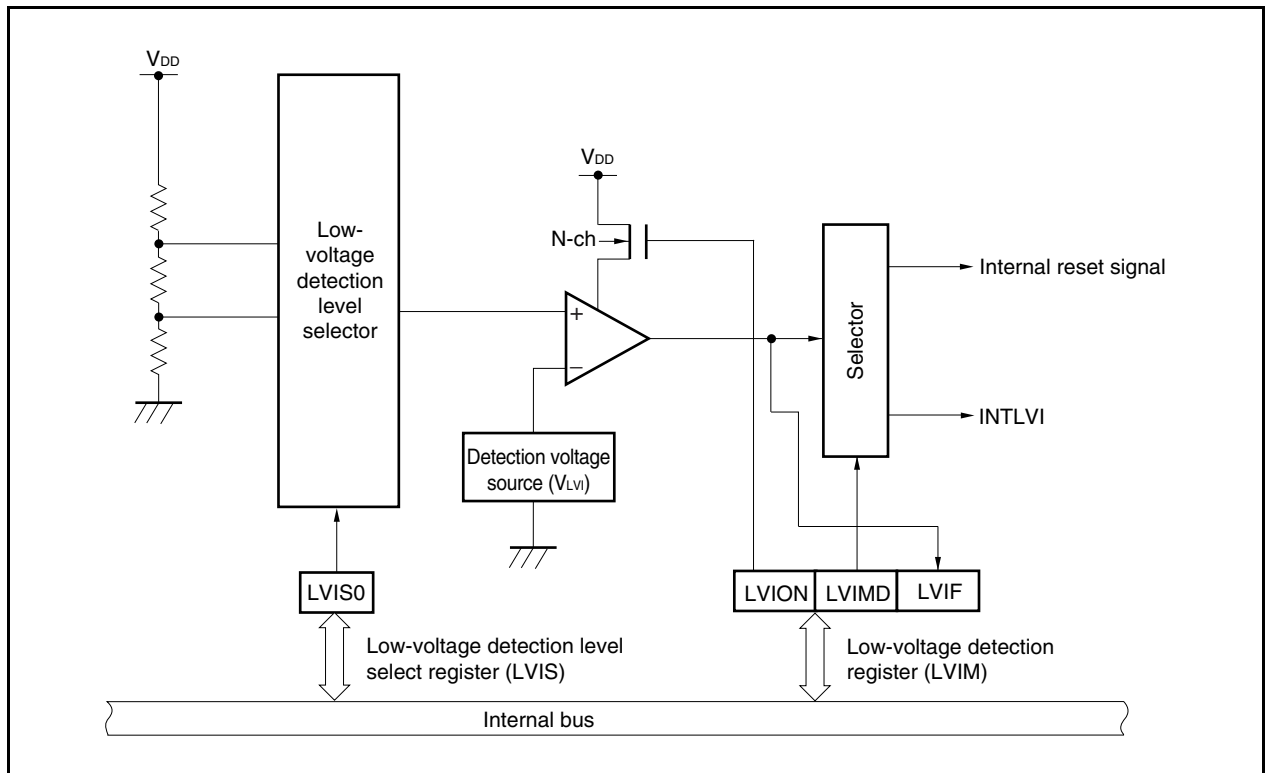 VDD
Low-
voltage
detection
level
selector
VDD
N-ch
+
−
Detection voltage
source (VLVI)
Selector
Internal reset signal
INTLVI
LVIS0
LVION
LVIMD
LVIF
Low-voltage detection level
select register (LVIS)
Low-voltage detection
register (LVIM)
Internal bus